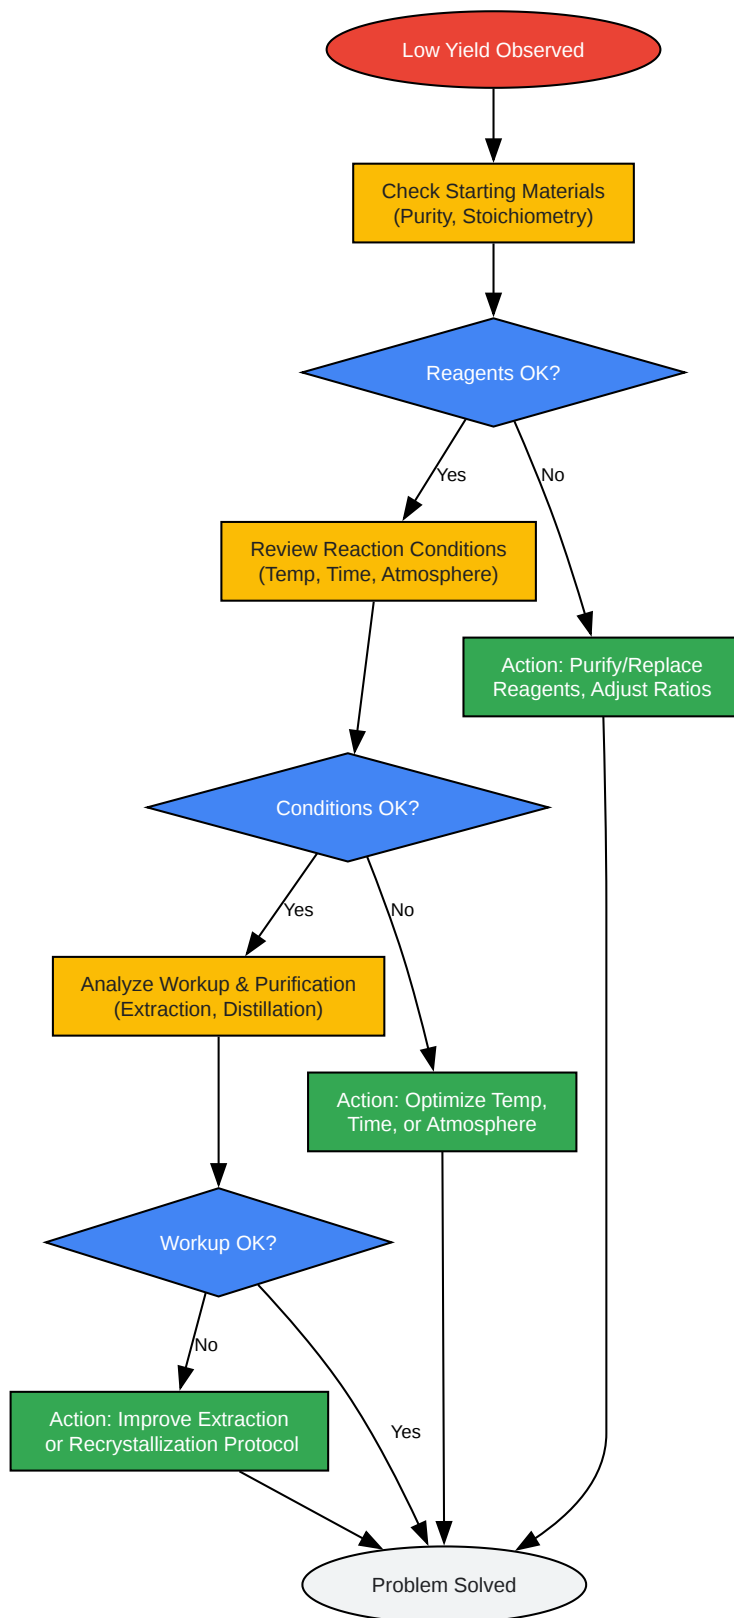 Low Yield Observed
Check Starting Materials
(Purity, Stoichiometry)
Reagents OK?
Yes
No
Review Reaction Conditions
(Temp, Time, Atmosphere)
Action: Purify/Replace
Reagents, Adjust Ratios
Conditions OK?
Yes
No
Analyze Workup & Purification
(Extraction, Distillation)
Action: Optimize Temp,
Time, or Atmosphere
Workup OK?
No
Action: Improve Extraction
or Recrystallization Protocol
Yes
Problem Solved